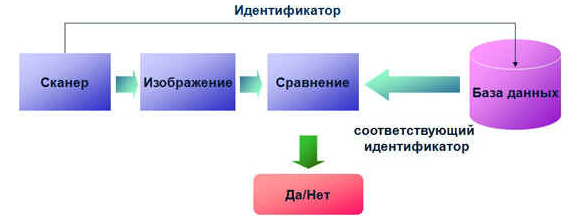 Идентификатор
Сканер
Изображение
Сравнение
База данных
соответствующий
идентификатор
Да/Нет